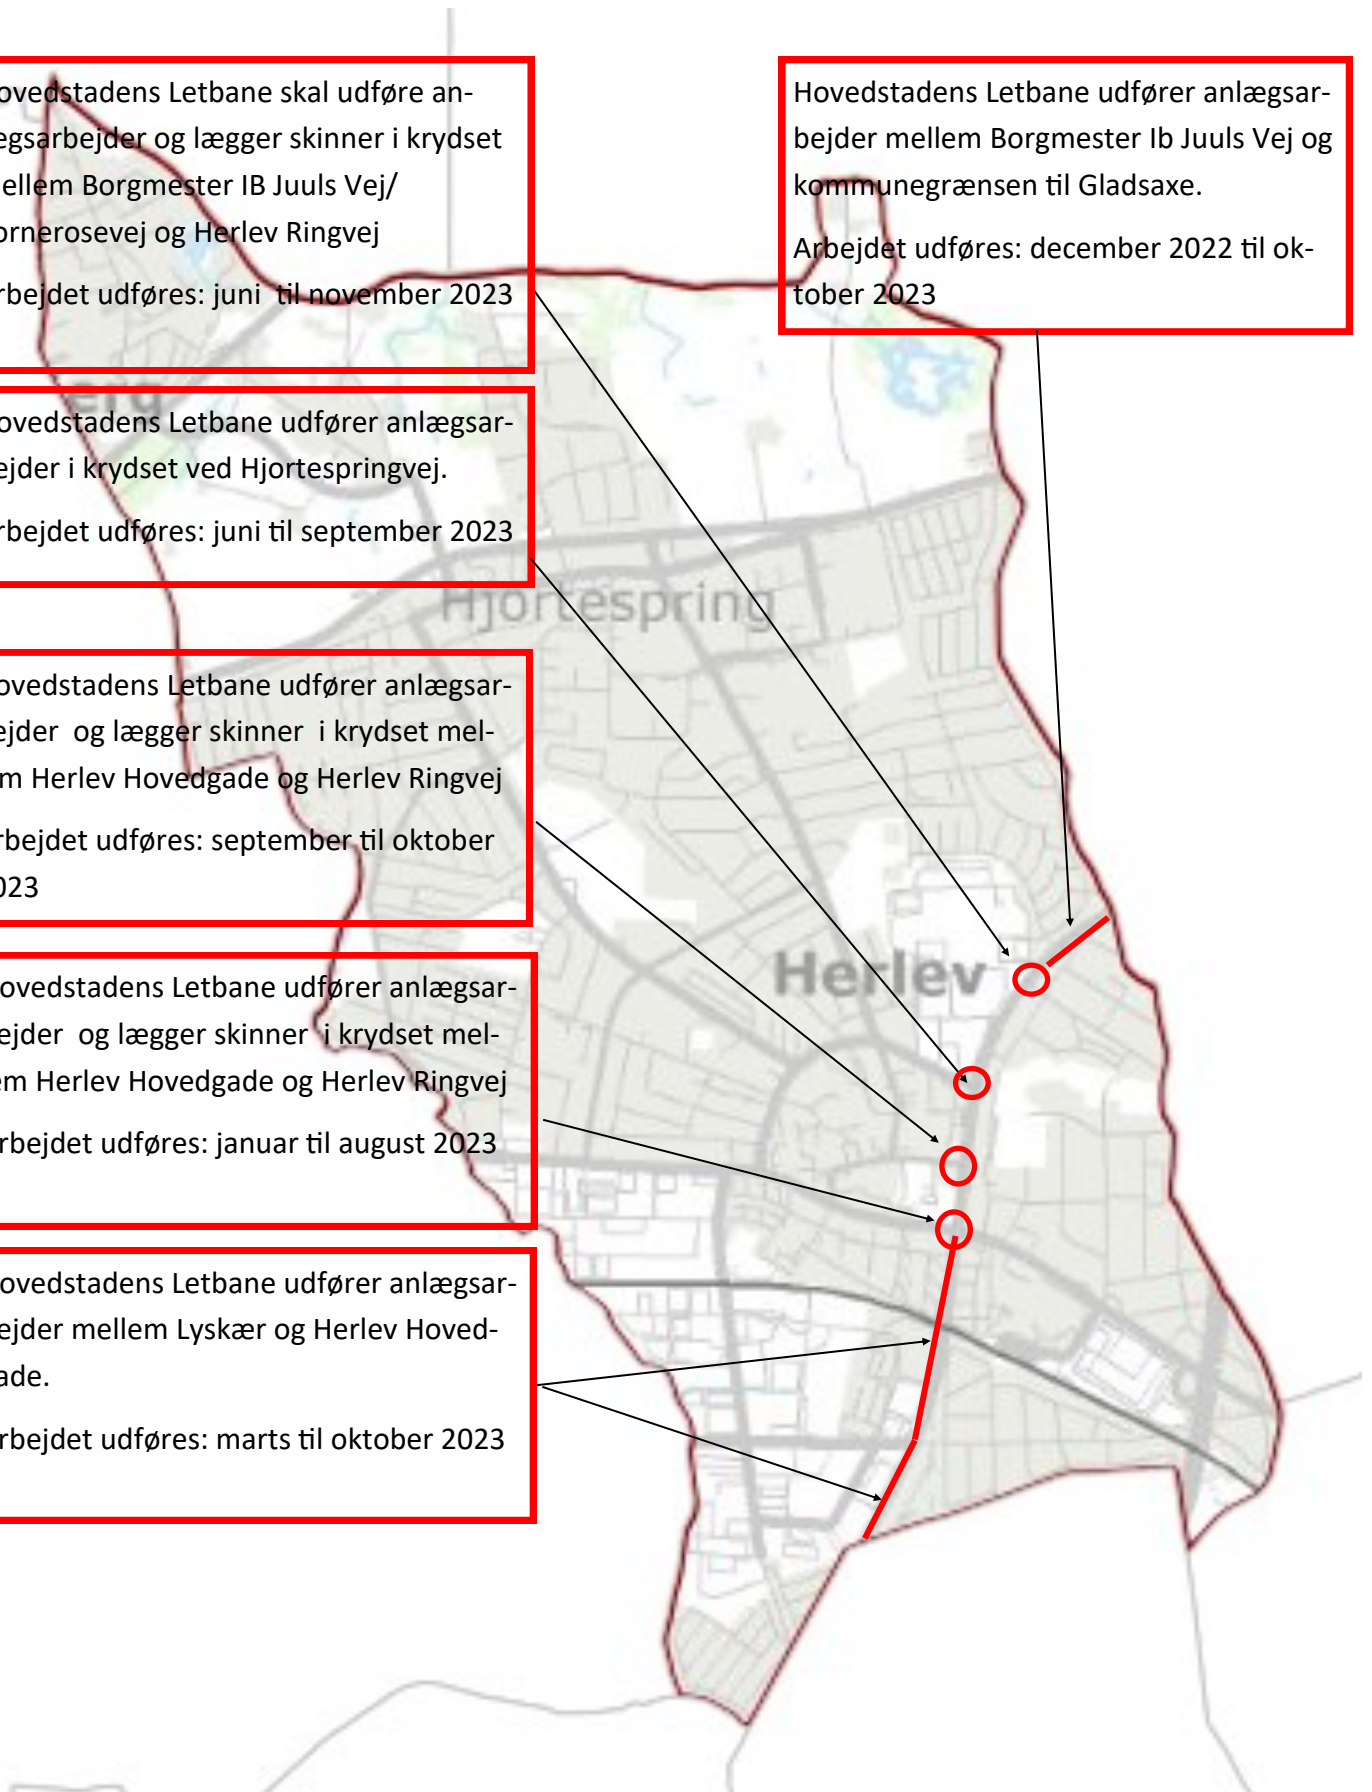 ovedstadens Letbane skal udføre an-
egsarbejder og lægger skinner i krydset
ellem Borgmester IB Juuls Vej/
ornerosevej og Herlev Ringvej
rbejdet udføres: juni til november 2023
Hovedstadens Letbane udfører anlægsar-
bejder mellem Borgmester Ib Juuls Vej og
kommunegrænsen til Gladsaxe.
Arbejdet udføres: december 2022 til ok-
tober 2023
erg
ovedstadens Letbane udfører anlægsar-
ejder i krydset ved Hjortespringvej.
rbejdet udføres: juni til september 2023
Hjortespring
ovedstadens Letbane udfører anlægsar-
ejder og lægger skinner i krydset mel-
m Herlev Hovedgade og Herlev Ringvej
rbejdet udføres: september til oktober
023
Herlev
ovedstadens Letbane udfører anlægsar-
ejder og lægger skinner i krydset mel-
em Herlev Hovedgade og Herlev Ringvej
rbejdet udføres: januar til august 2023
ovedstadens Letbane udfører anlægsar-
ejder mellem Lyskær og Herlev Hoved-
ade.
rbejdet udføres: marts til oktober 2023